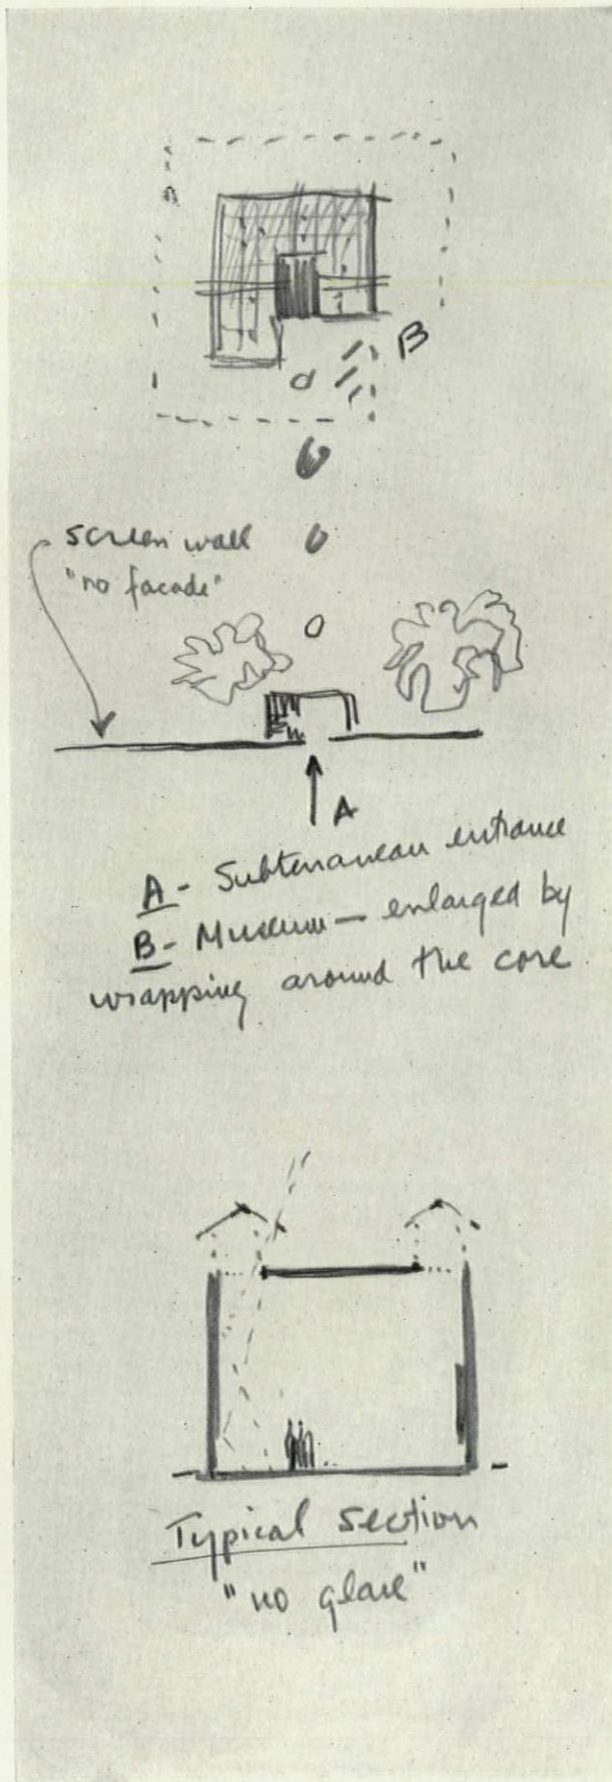 B
screen wall
"no facade"
A
A - Subterranean entrance
B - Museum — enlarged by
wrapping around the core
Typical section
"no glare"